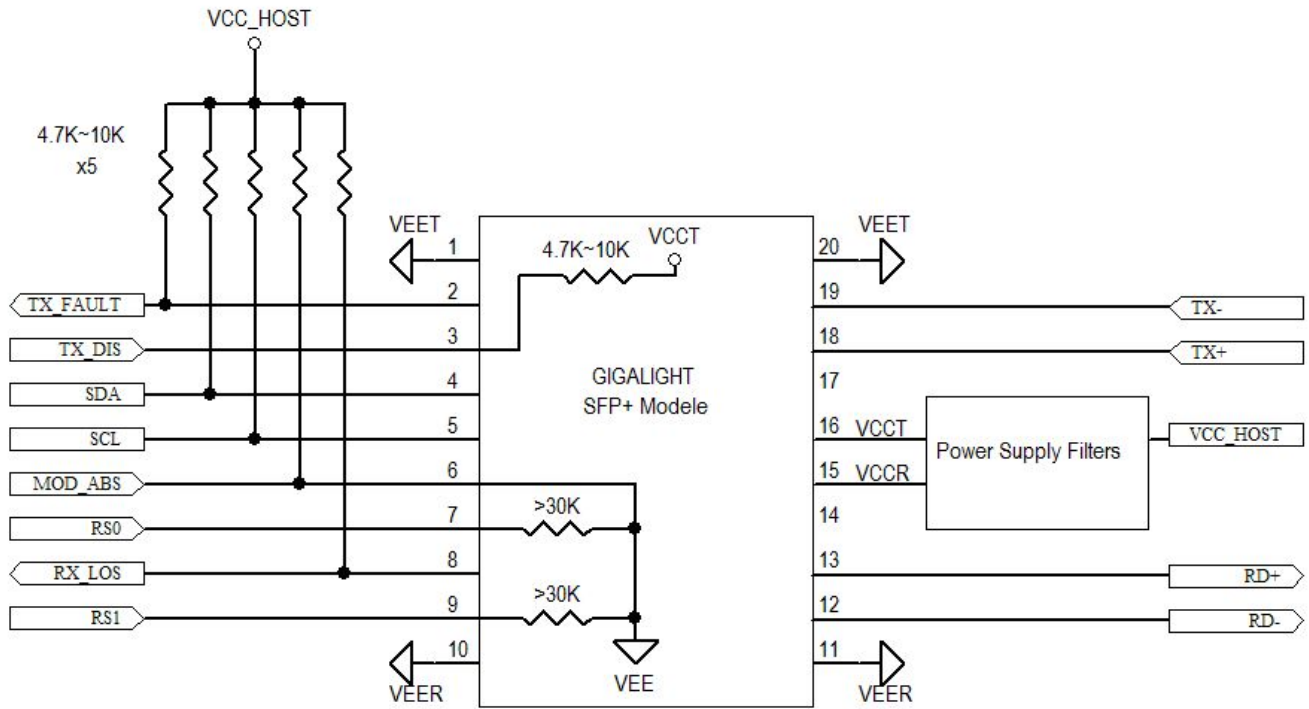 VCC_HOST
4.7K~10K
x5
VEET
1
4.7K~10K
VCCT
20
VEET
TX_FAULT
2
19
TX-
TX_DIS
3
18
TX+
SDA
4
GIGALIGHT
SFP+ Modele
17
SCL
5
16
VCCT
Power Supply Filters
VCC_HOST
MOD_ABS
6
15
VCCR
RS0
7
>30K
14
RX_LOS
8
13
RD+
RS1
9
>30K
12
RD-
10
VEER
VEE
11
VEER